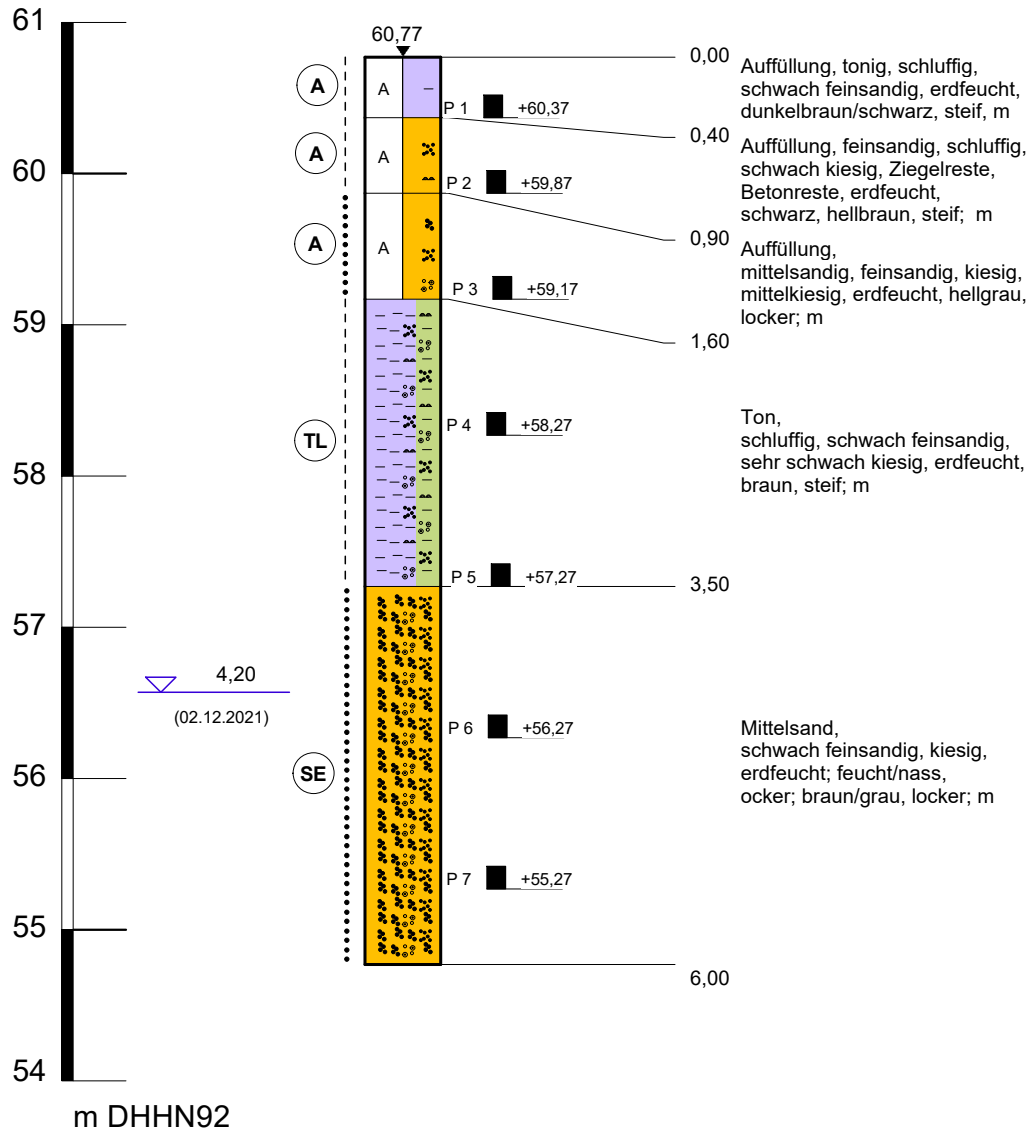 61
60
59
58
57
56
55
54
m DHHN92
4,20
(02.12.2021)
60,77
A
A
A
TL
SE
A
A
A
P 1 +60,37
P 2 +59,87
P 3 +59,17
P 4 +58,27
P 5 +57,27
P 6 +56,27
P 7 +55,27
0,00
Auffüllung, tonig, schluffig,
schwach feinsandig, erdfeucht,
dunkelbraun/schwarz, steif, m
0,40
Auffüllung, feinsandig, schluffig,
schwach kiesig, Ziegelreste,
Betonreste, erdfeucht,
schwarz, hellbraun, steif; m
0,90
Auffüllung,
mittelsandig, feinsandig, kiesig,
mittelkiesig, erdfeucht, hellgrau,
locker; m
1,60
Ton,
schluffig, schwach feinsandig,
sehr schwach kiesig, erdfeucht,
braun, steif; m
3,50
Mittelsand,
schwach feinsandig, kiesig,
erdfeucht; feucht/nass,
ocker; braun/grau, locker; m
6,00